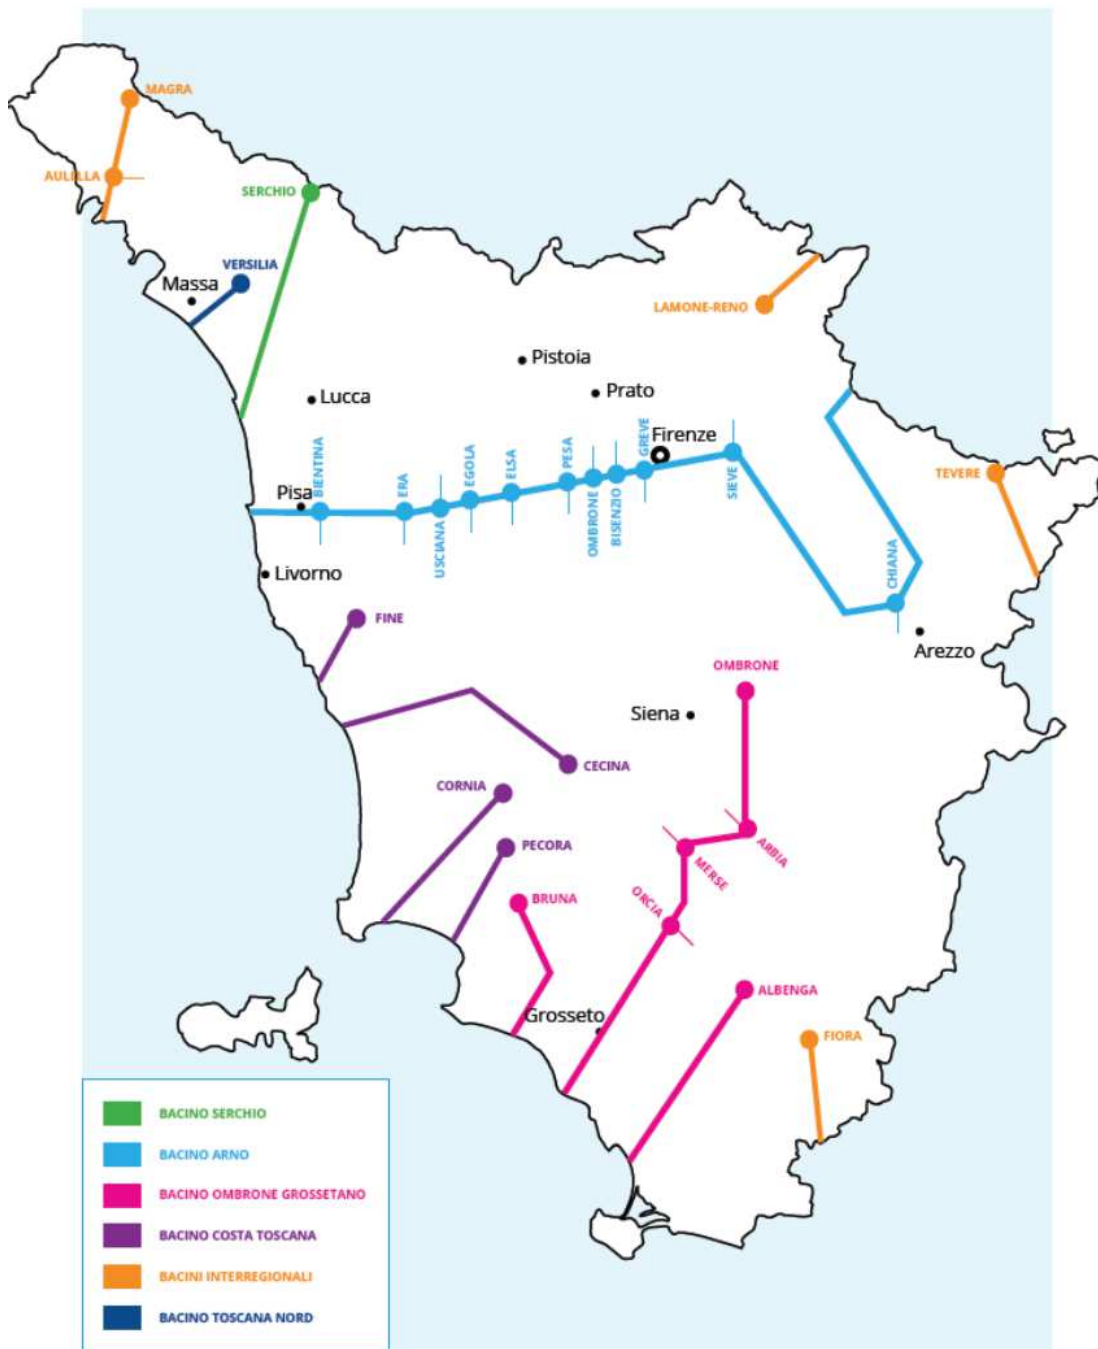 MAGRA
AULELLA
SERCHIO
VERSILIA
Massa
LAMONE-RENO
Pistoia
Prato
Lucca
Firenze
GREVE
BIENTINA
ERA
EGOLA
ELSA
PESA
SIEVE
TEVERE
Pisa
USCIANA
OMBRONE
BISENZIO
CHIANA
Livorno
FINE
Arezzo
OMBRONE
Siena
CECINA
CORNIA
PECORA
ARBIA
MERSE
BRUNA
ORCIA
ALBENGA
Grosseto
FIORA
BACINO SERCHIO
BACINO ARNO
BACINO OMBRONE GROSSETANO
BACINO COSTA TOSCANA
BACINI INTERREGIONALI
BACINO TOSCANA NORD